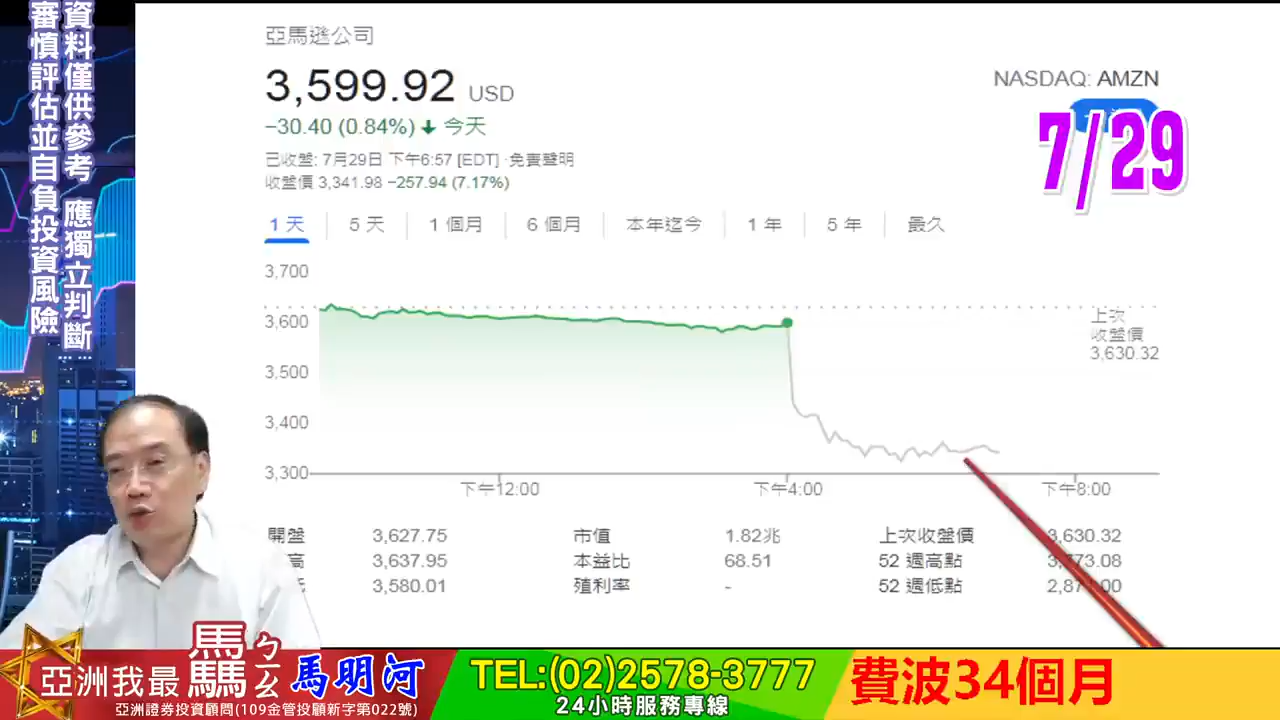 資料僅供參考 應獨立判斷
審慎評估並自負投資風險
亞馬遜公司
3,599.92 USD
NASDAQ: AMZN
−30.40 (0.84%) 今天
7/29
已收盤: 7月29日 下午6:57 [EDT] ·免責聲明
收盤價 3,341.98 −257.94 (7.17%)
1 天 5 天 1 個月 6 個月 本年迄今 1 年 5 年 最久
3,700
3,600
3,500
3,400
3,300
上次
收盤價
3,630.32
下午12:00 下午4:00 下午8:00
開盤 3,627.75 市值 1.82兆 上次收盤價 3,630.32
高 3,637.95 本益比 68.51 52 週高點
3,580.01 殖利率 - 52 週低點
亞洲我最 馬驫 ㄅㄧㄠ 馬明河
亞洲證券投資顧問(109金管投顧新字第022號)
TEL:(02)2578-3777
24小時服務專線
費波34個月